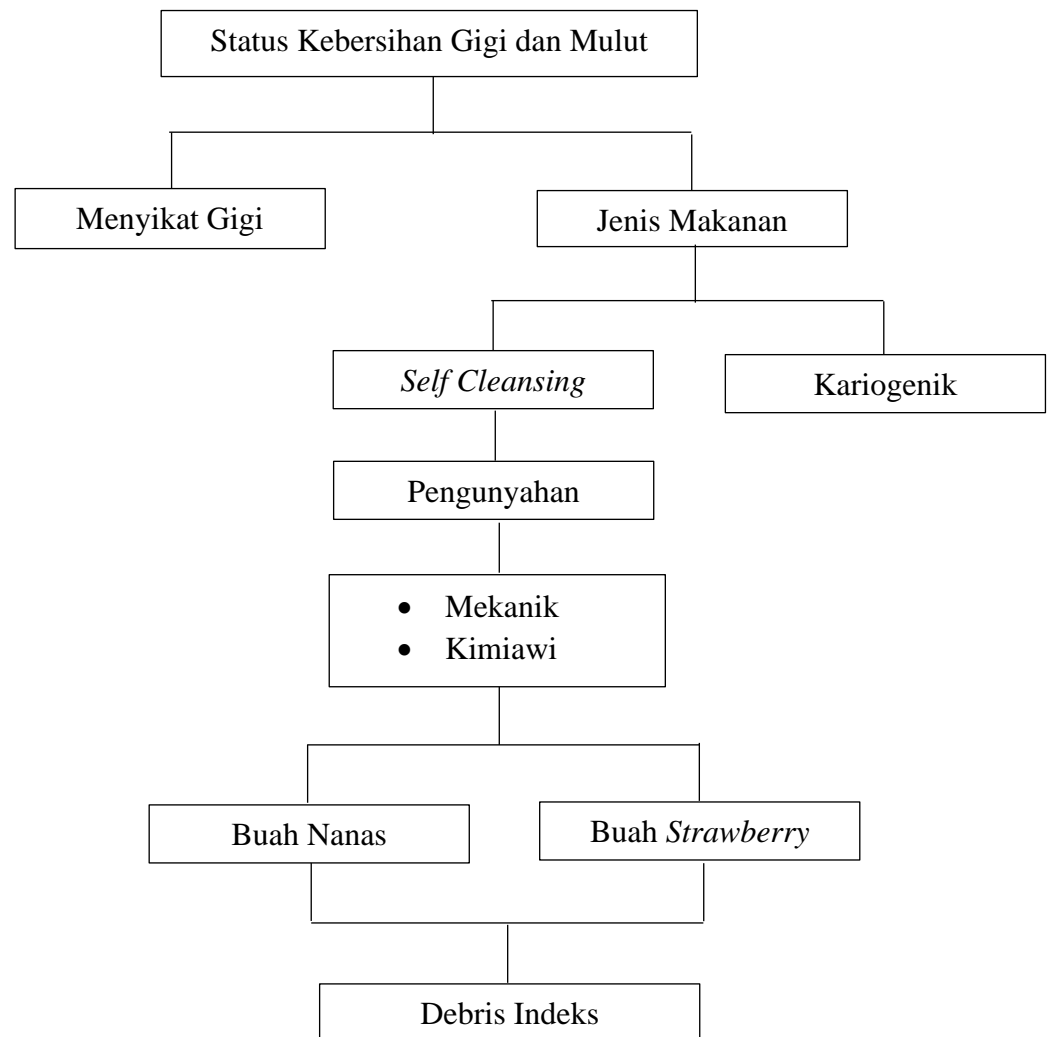 Status Kebersihan Gigi dan Mulut
Menyikat Gigi
Jenis Makanan
Self Cleansing
Kariogenik
Pengunyahan
• Mekanik
• Kimiawi
Buah Nanas
Buah Strawberry
Debris Indeks